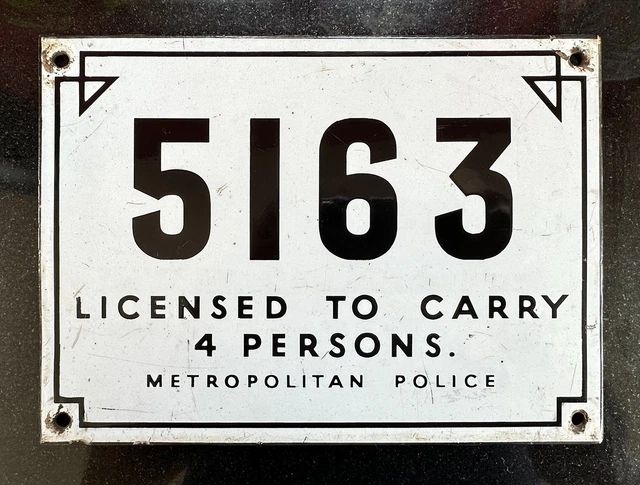 5163
LICENSED TO CARRY
4 PERSONS.
METROPOLITAN POLICE